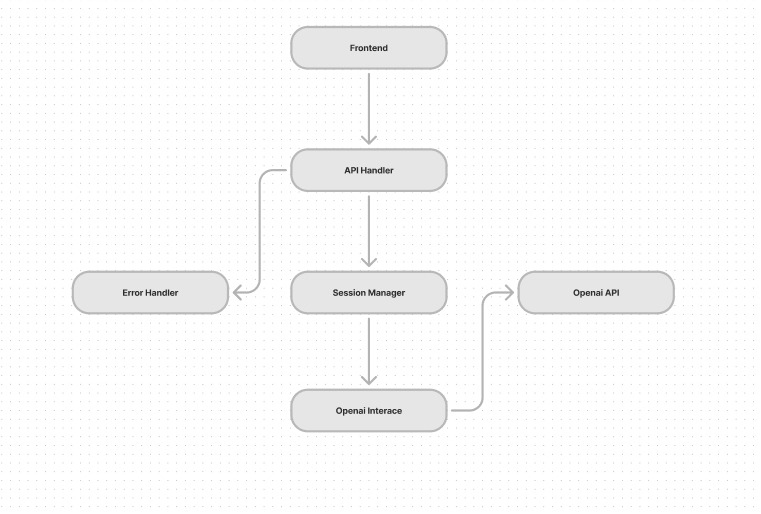 Frontend
API Handler
Error Handler
Session Manager
Openai API
Openai Interace